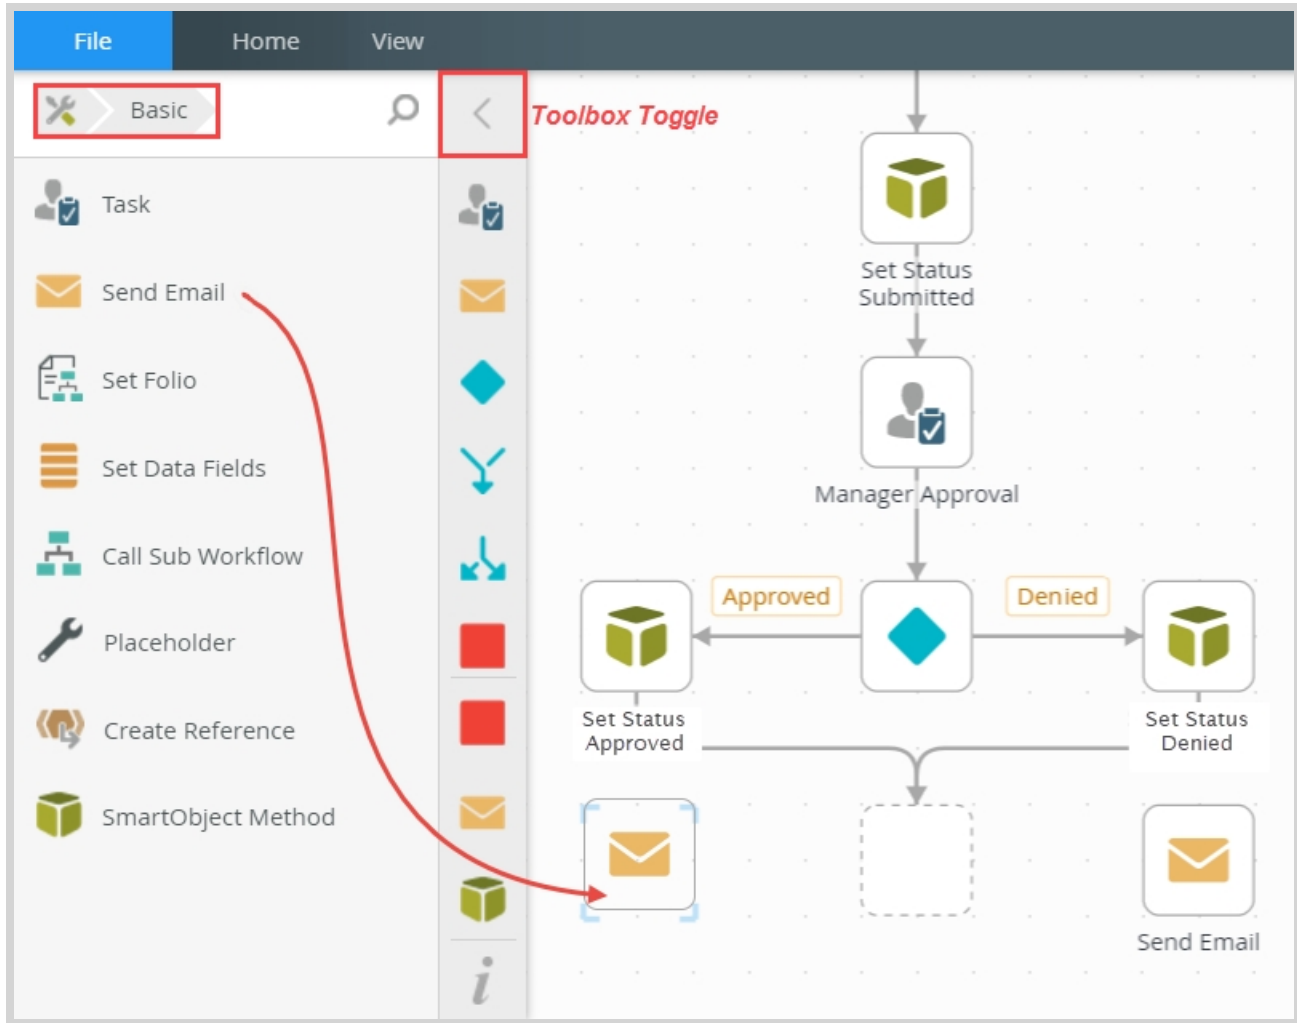 File
Home
View
Basic
Toolbox Toggle
Task
Send Email
Set Folio
Set Data Fields
Call Sub Workflow
Placeholder
Create Reference
SmartObject Method
i
Set Status
Submitted
Manager Approval
Approved
Denied
Set Status
Approved
Set Status
Denied
Send Email